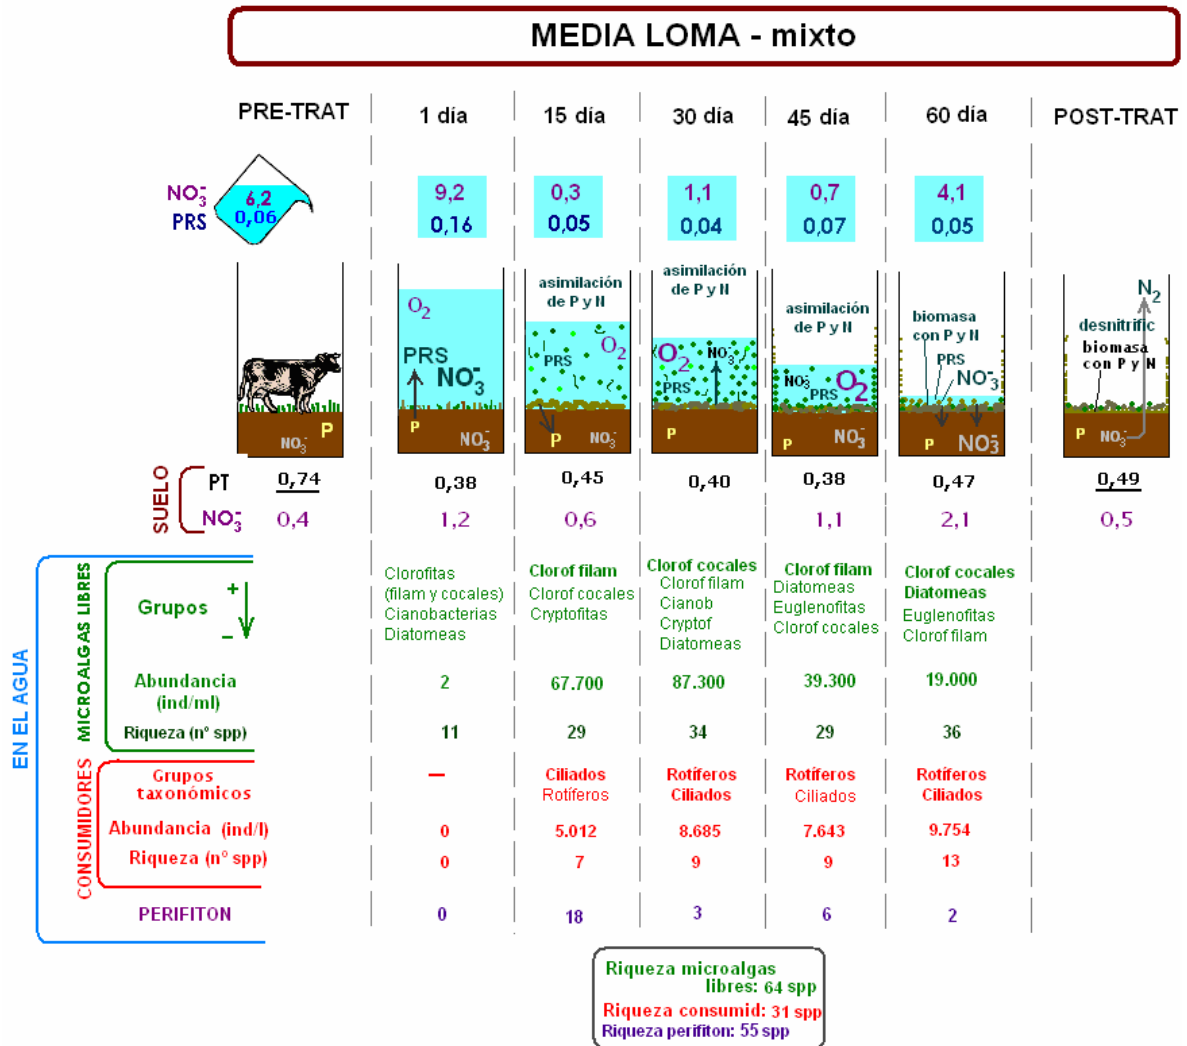 MEDIA LOMA - mixto
PRE-TRAT 1 día 15 día 30 día 45 día 60 día POST-TRAT
NO3- 6,2 9,2 0,3 1,1 0,7 4,1
PRS 0,06 0,16 0,05 0,04 0,07 0,05
asimilación
de P y N
asimilación
de P y N
asimilación
de P y N
biomasa
con P y N
N2
desnitrific
biomasa
con P y N
O2
PRS NO3-
P NO3-
P NO3-
O2
PRS
P NO3-
O2 NO3-
PRS
P
NO3- O2
PRS
P NO3-
PRS
NO3-
P NO3-
P NO3-
SUELO
PT 0,74 0,38 0,45 0,40 0,38 0,47 0,49
NO3- 0,4 1,2 0,6 1,1 2,1 0,5
EN EL AGUA
MICROALGAS LIBRES
Grupos + –
Clorofitas
(filam y cocales)
Cianobacterias
Diatomeas
Clorof filam
Clorof cocales
Cryptofitas
Clorof cocales
Clorof filam
Cianob
Cryptof
Diatomeas
Clorof filam
Diatomeas
Euglenofitas
Clorof cocales
Clorof cocales
Diatomeas
Euglenofitas
Clorof filam
Abundancia
(ind/ml)
2 67.700 87.300 39.300 19.000
Riqueza (nº spp) 11 29 34 29 36
CONSUMIDORES
Grupos
taxonómicos
—
Ciliados
Rotíferos
Rotíferos
Ciliados
Rotíferos
Ciliados
Rotíferos
Ciliados
Abundancia (ind/l) 0 5.012 8.685 7.643 9.754
Riqueza (nº spp) 0 7 9 9 13
PERIFITON 0 18 3 6 2
Riqueza microalgas
libres: 64 spp
Riqueza consumid: 31 spp
Riqueza perifiton: 55 spp